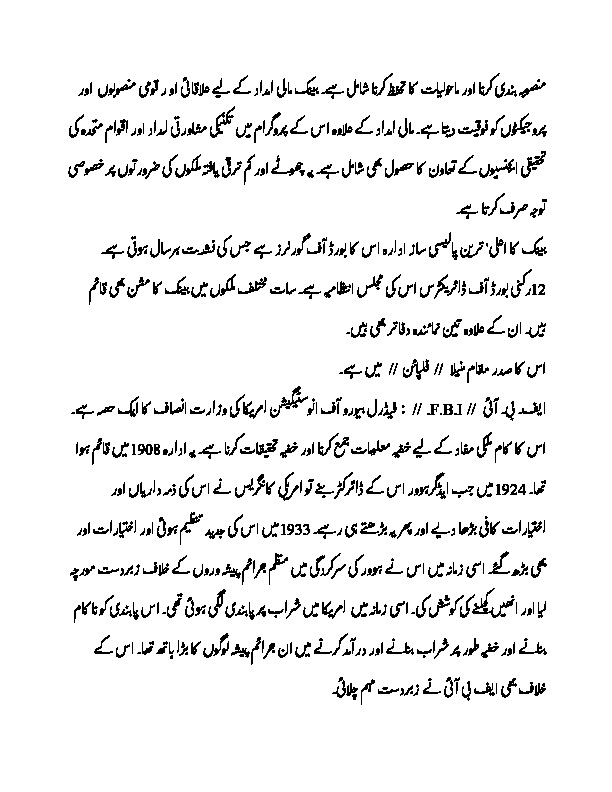 منصوبہ بندی کرنا اور ماحولیات کا تحفظ کرنا شامل ہے۔ بینک مالی امداد کے لیے علاقائی او ر قومی منصوبوں اور
پروجیکٹوں کو فوقیت دیتا ہے۔ مالی امداد کے علاوہ اس کے پروگرام میں تکنیکی مشاورتی امداد اور اقوام متحدہ کی
تحقیقی ایجنسیوں کے تعاون کا حصول بھی شامل ہے۔ یہ چھوٹے اور کم ترقی یافتہ ملکوں کی ضرورتوں پر خصوصی
توجہ صرف کرتا ہے۔
بینک کا اعلیٰ ترین پالیسی ساز ادارہ اس کا بورڈ آف گورنرز ہے جس کی نشست ہر سال ہوتی ہے۔
12رکنی بورڈ آف ڈائریکٹرس اس کی مجلس انتظامیہ ہے۔ سات مختلف ملکوں میں بینک کا مشن بھی قائم
ہیں۔ ان کے علاوہ تین نمائندہ دفاتر بھی ہیں۔
اس کا صدر مقام منیلا // فلپائن // میں ہے۔
ایف۔ بی۔ آئی // F.B.I. // : فیڈرل بیورو آف انوسٹیگیشن امریکا کی وزارت انصاف کا ایک حصہ ہے۔
اس کا کام ملکی مفاد کے لیے خفیہ معلومات جمع کرنا اور خفیہ تحقیقات کرنا ہے۔ یہ ادارہ 1908 میں قائم ہوا
تھا۔ 1924 میں جب ایڈگر ہوور اس کے ڈائرکٹر بنے تو امریکی کانگریس نے اس کی ذمہ داریاں اور
اختیارات کافی بڑھا دیے اور پھر یہ بڑھتے ہی رہے۔ 1933 میں اس کی جدید تنظیم ہوئی اور اختیارات اور
بھی بڑھ گئے۔ اسی زمانہ میں اس نے ہوور کی سرکردگی میں منظم جرائم پیشہ وروں کے خلاف زبردست مورچہ
لیا اور انھیں کچلنے کی کوشش کی۔ اسی زمانہ میں امریکا میں شراب پر پابندی لگی ہوئی تھی۔ اس پابندی کو ناکام
بنانے اور خفیہ طور پر شراب بنانے اور درآمد کرنے میں ان جرائم پیشہ لوگوں کا بڑا ہاتھ تھا۔ اس کے
خلاف بھی ایف بی آئی نے زبردست مہم چلائی۔